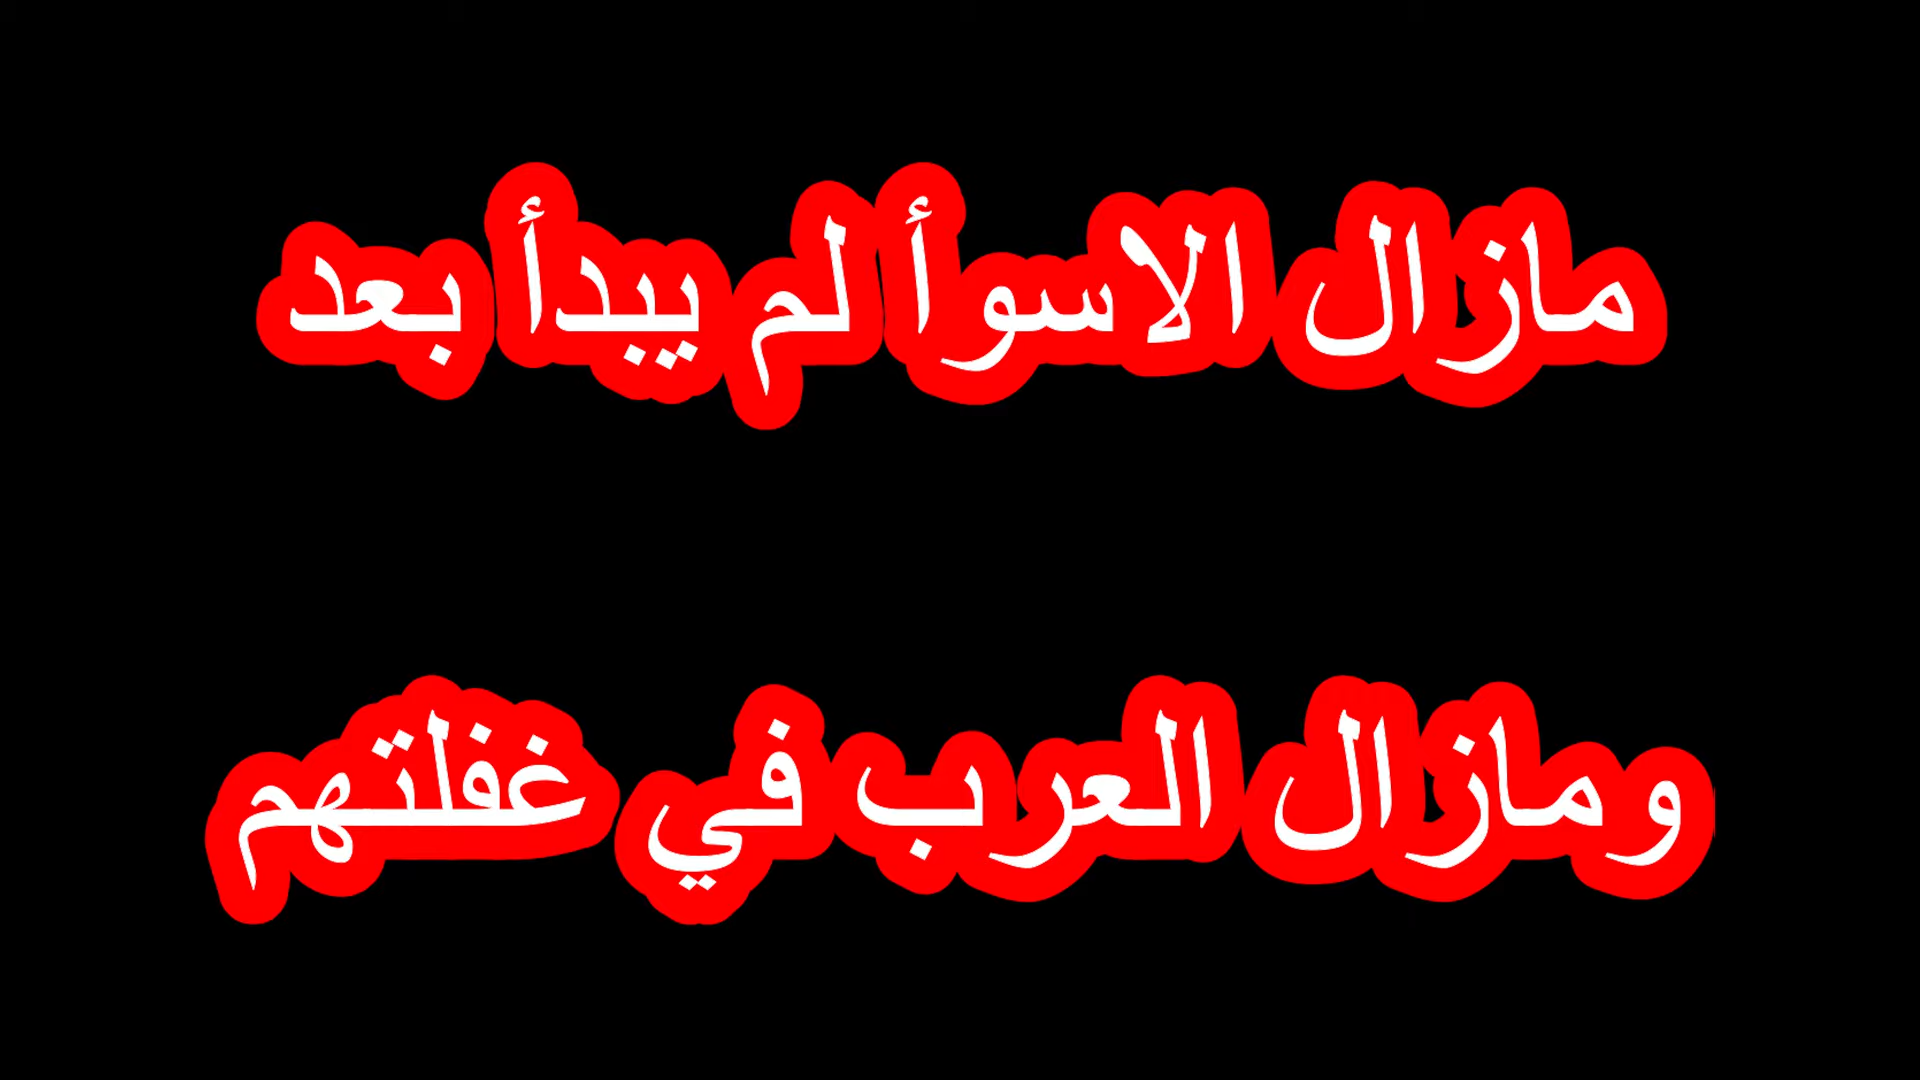 مازال الاسوأ لم يبدأ بعد
ومازال العرب في غفلتهم